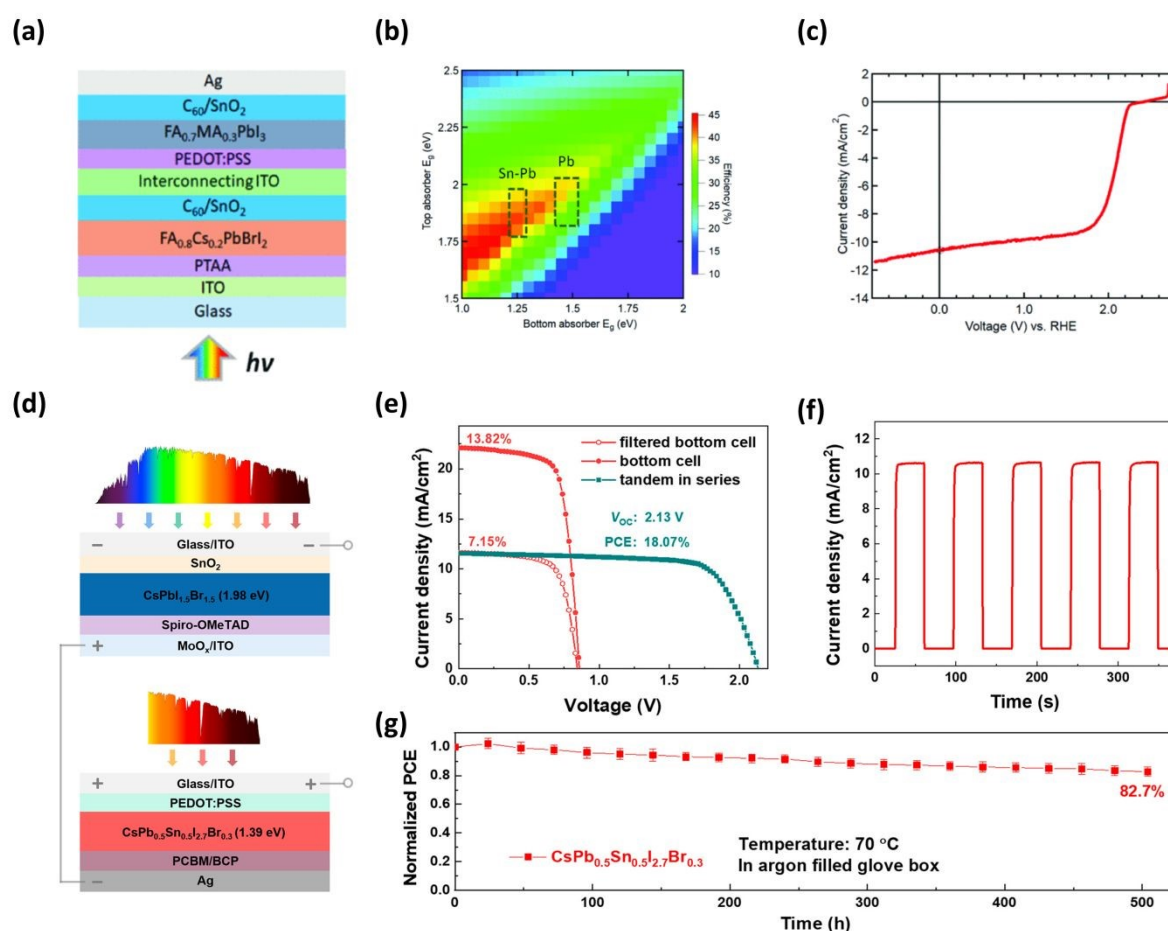 (a)
Ag
C₆₀/SnO₂
FA₀.₇MA₀.₃PbI₃
PEDOT:PSS
Interconnecting ITO
C₆₀/SnO₂
FA₀.₈Cs₀.₂PbBrI₂
PTAA
ITO
Glass
hν
(b)
2.5
2
1.75
1.5
Top absorber E₉ (eV)
Sn-Pb
Pb
1.0
1.25
1.5
1.75
2
Bottom absorber E₉ (eV)
45
40
35
30
25
20
15
10
Efficiency (%)
(c)
2
0
-2
-4
-6
-8
-10
-12
-14
Current density (mA/cm²)
0.0
1.0
2.0
Voltage (V) vs. RHE
(d)
− Glass/ITO −
SnO₂
CsPbI₁.₅Br₁.₅ (1.98 eV)
Spiro-OMeTAD
+ MoOₓ/ITO
+ Glass/ITO +
PEDOT:PSS
CsPb₀.₅Sn₀.₅I₂.₇Br₀.₃ (1.39 eV)
PCBM/BCP
− Ag
(e)
Current density (mA/cm²)
20
15
10
5
0
13.82%
7.15%
filtered bottom cell
bottom cell
tandem in series
V_OC: 2.13 V
PCE: 18.07%
0.0
0.5
1.0
1.5
2.0
Voltage (V)
(f)
Current density (mA/cm²)
12
10
8
6
4
2
0
0
100
200
300
Time (s)
(g)
Normalized PCE
1.0
0.8
0.6
0.4
0.2
0.0
82.7%
CsPb₀.₅Sn₀.₅I₂.₇Br₀.₃
Temperature: 70 °C
In argon filled glove box
0
100
200
300
400
500
Time (h)